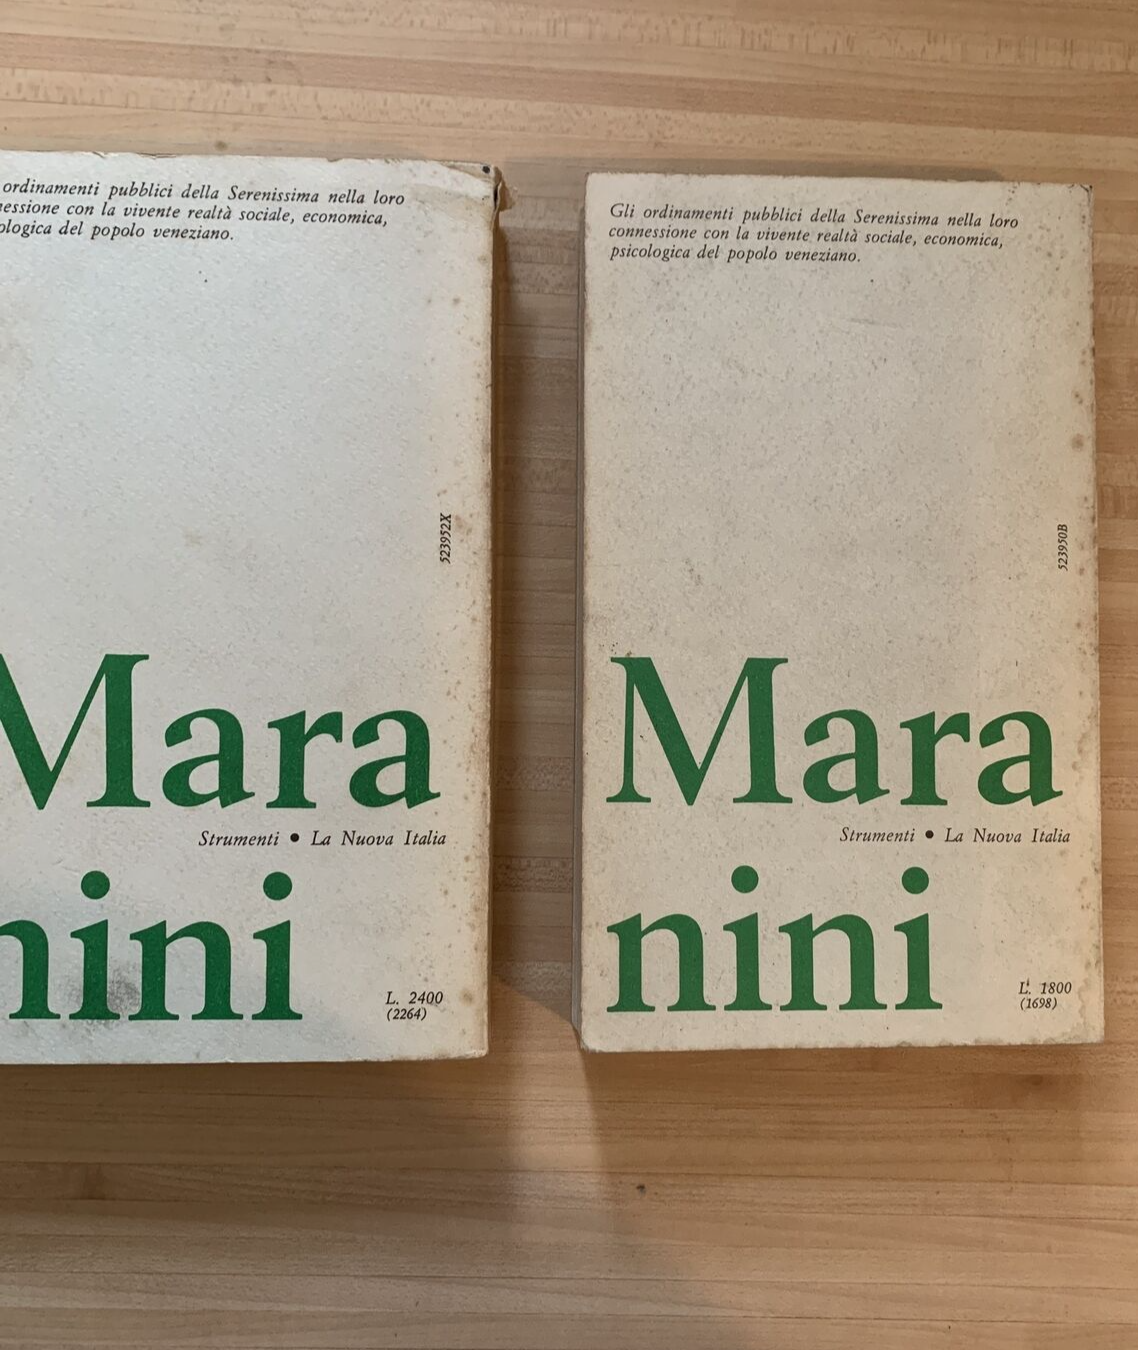 ordinamenti pubblici della Serenissima nella loro
nessione con la vivente realtà sociale, economica,
ologica del popolo veneziano.
523952X
Mara
Strumenti • La Nuova Italia
nini
L. 2400
(2264)
Gli ordinamenti pubblici della Serenissima nella loro
connessione con la vivente realtà sociale, economica,
psicologica del popolo veneziano.
523950B
Mara
Strumenti • La Nuova Italia
nini
L. 1800
(1698)